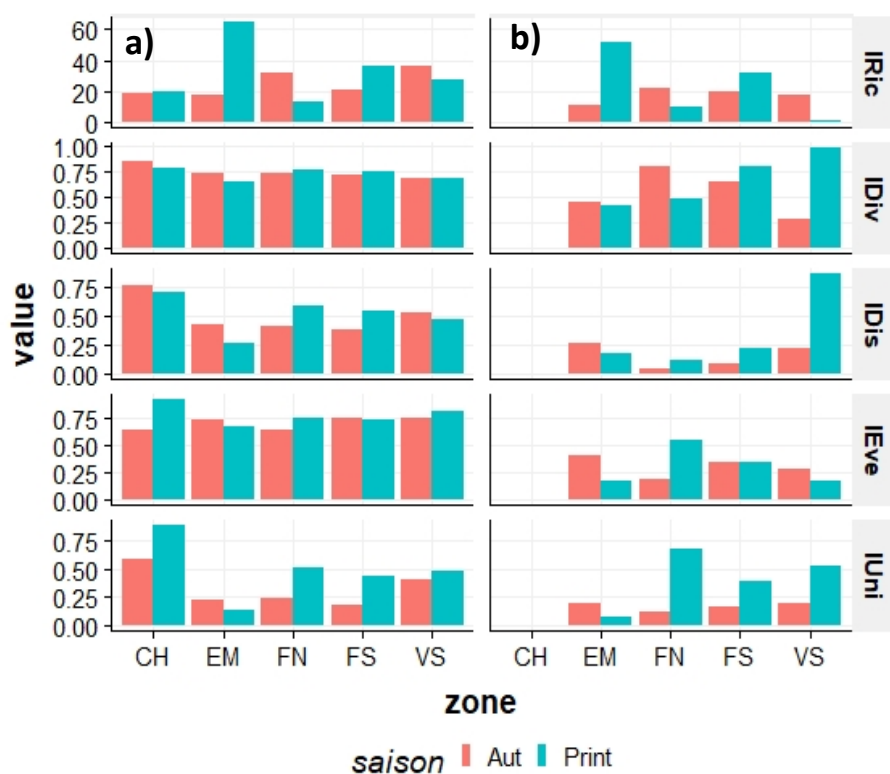 a)
b)
60
40
20
0
IRic
1.00
0.75
0.50
0.25
0.00
IDiv
0.75
0.50
0.25
0.00
IDis
0.75
0.50
0.25
0.00
IEve
0.75
0.50
0.25
0.00
IUni
value
CH EM FN FS VS CH EM FN FS VS
zone
saison Aut Print